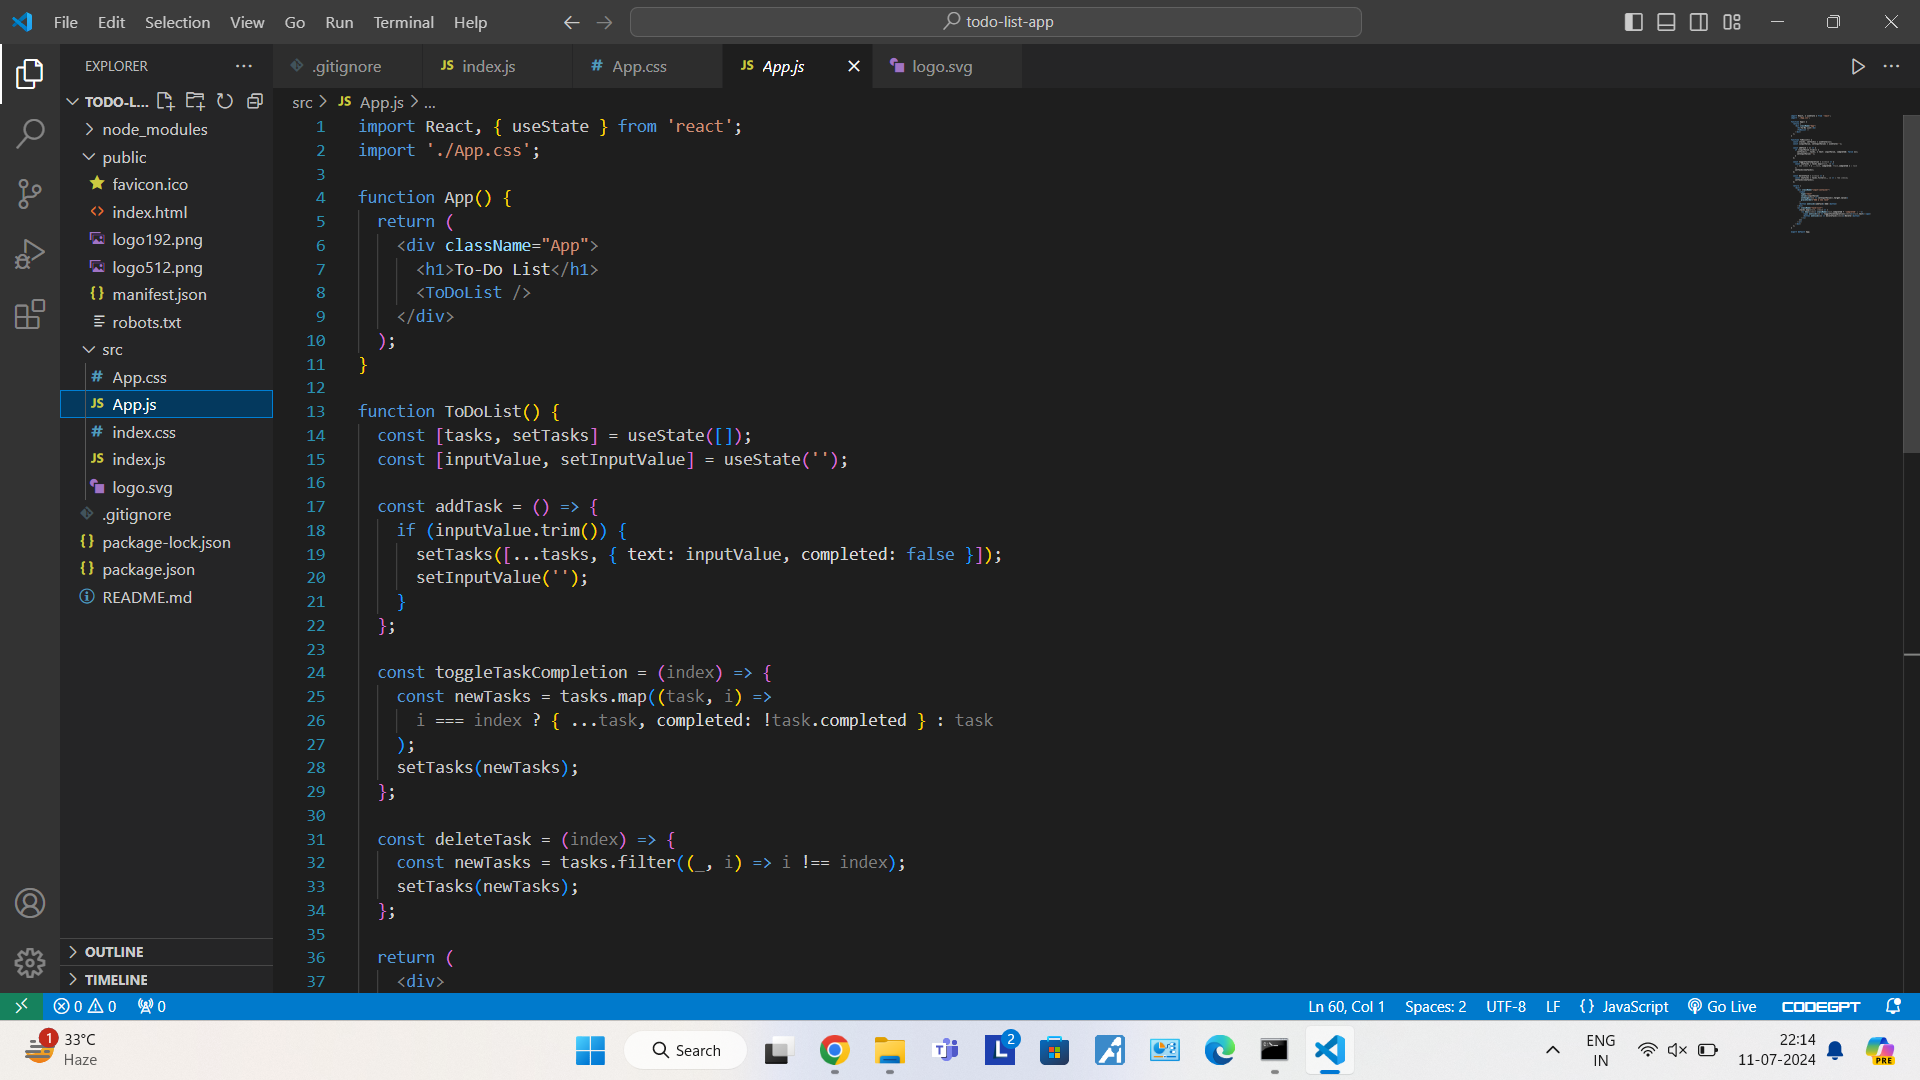 File Edit Selection View Go Run Terminal Help
todo-list-app
EXPLORER
TODO-L...
node_modules
public
favicon.ico
index.html
logo192.png
logo512.png
manifest.json
robots.txt
src
App.css
App.js
index.css
index.js
logo.svg
.gitignore
package-lock.json
package.json
README.md
OUTLINE
TIMELINE
.gitignore JS index.js # App.css JS App.js logo.svg
src > JS App.js > ...
1 import React, { useState } from 'react';
2 import './App.css';
3
4 function App() {
5 return (
6 <div className="App">
7 <h1>To-Do List</h1>
8 <ToDoList />
9 </div>
10 );
11 }
12
13 function ToDoList() {
14 const [tasks, setTasks] = useState([]);
15 const [inputValue, setInputValue] = useState('');
16
17 const addTask = () => {
18 if (inputValue.trim()) {
19 setTasks([...tasks, { text: inputValue, completed: false }]);
20 setInputValue('');
21 }
22 };
23
24 const toggleTaskCompletion = (index) => {
25 const newTasks = tasks.map((task, i) =>
26 i === index ? { ...task, completed: !task.completed } : task
27 );
28 setTasks(newTasks);
29 };
30
31 const deleteTask = (index) => {
32 const newTasks = tasks.filter((_, i) => i !== index);
33 setTasks(newTasks);
34 };
35
36 return (
37 <div>
0 0 0 Ln 60, Col 1 Spaces: 2 UTF-8 LF {} JavaScript Go Live CODEGPT
1 33°C
Haze
Search
2
ENG
IN
22:14
11-07-2024
PRE